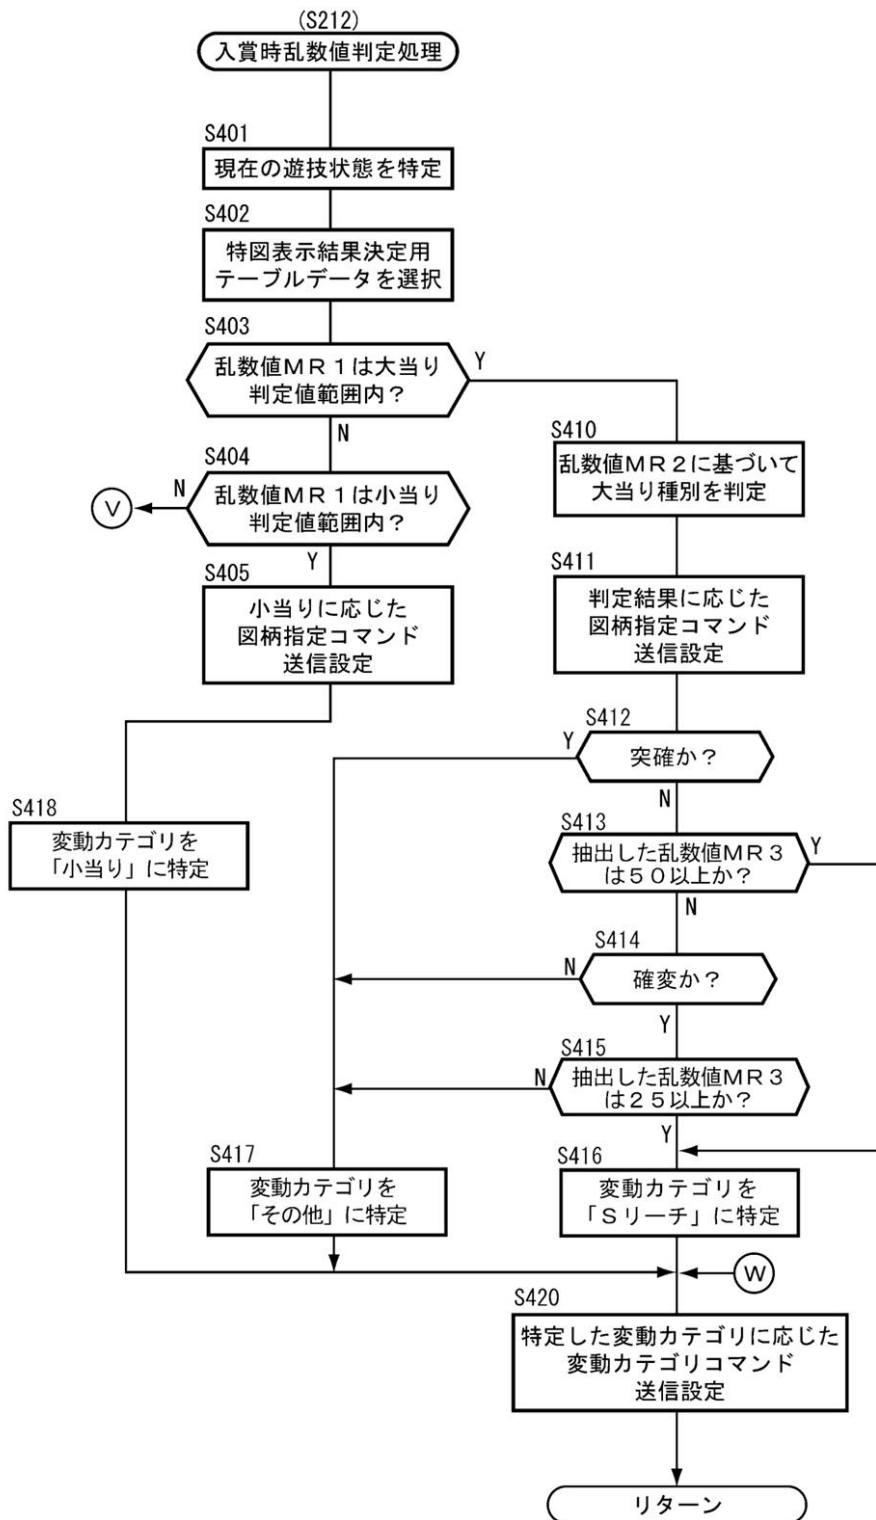 (S212)
入賞時乱数値判定処理
S401
現在の遊技状態を特定
S402
特図表示結果決定用
テーブルデータを選択
S403
乱数値ＭＲ１は大当り
判定値範囲内？
Y
N
S404
乱数値ＭＲ１は小当り
判定値範囲内？
N
Ｖ
Y
S405
小当りに応じた
図柄指定コマンド
送信設定
S410
乱数値ＭＲ２に基づいて
大当り種別を判定
S411
判定結果に応じた
図柄指定コマンド
送信設定
S412
突確か？
Y
N
S413
抽出した乱数値ＭＲ３
は５０以上か？
Y
N
S414
確変か？
N
Y
S415
抽出した乱数値ＭＲ３
は２５以上か？
N
Y
S418
変動カテゴリを
「小当り」に特定
S417
変動カテゴリを
「その他」に特定
S416
変動カテゴリを
「Ｓリーチ」に特定
Ｗ
S420
特定した変動カテゴリに応じた
変動カテゴリコマンド
送信設定
リターン